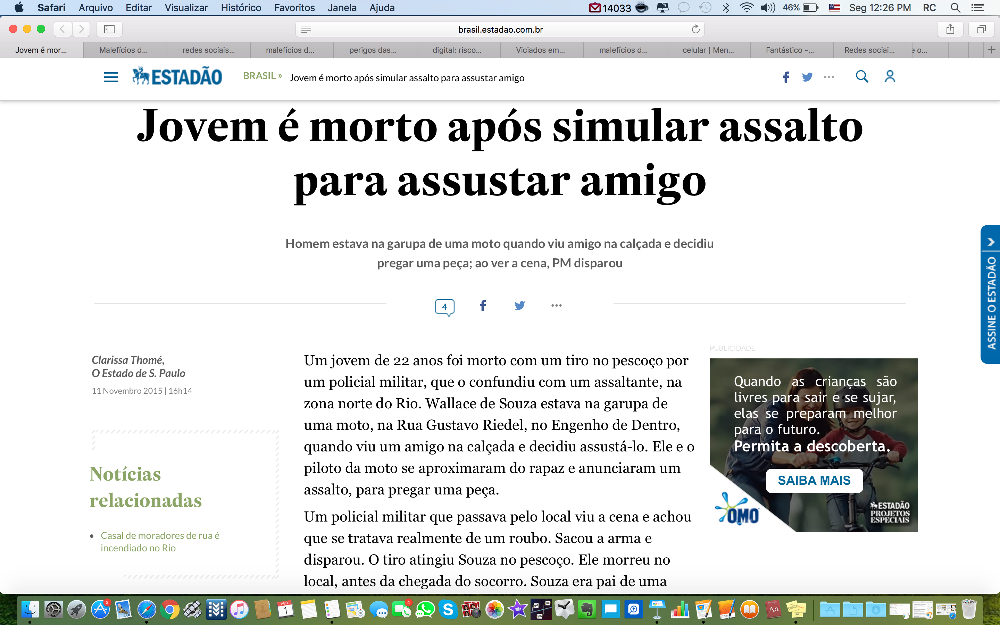 Safari Arquivo Editar Visualizar Histórico Favoritos Janela Ajuda 14033 46% Seg 12:26 PM RC
brasil.estadao.com.br
Jovem é mor... Malefícios d... redes sociais... malefícios d... perigos das... digital: risco... Viciados em... malefícios d... celular | Men... Fantástico -... Redes sociai... e o...
ESTADÃO BRASIL » Jovem é morto após simular assalto para assustar amigo
Jovem é morto após simular assalto
para assustar amigo
Homem estava na garupa de uma moto quando viu amigo na calçada e decidiu
pregar uma peça; ao ver a cena, PM disparou
ASSINE O ESTADÃO
4
Clarissa Thomé,
O Estado de S. Paulo
11 Novembro 2015 | 16h14
Notícias
relacionadas
• Casal de moradores de rua é
incendiado no Rio
Um jovem de 22 anos foi morto com um tiro no pescoço por
um policial militar, que o confundiu com um assaltante, na
zona norte do Rio. Wallace de Souza estava na garupa de
uma moto, na Rua Gustavo Riedel, no Engenho de Dentro,
quando viu um amigo na calçada e decidiu assustá-lo. Ele e o
piloto da moto se aproximaram do rapaz e anunciaram um
assalto, para pregar uma peça.
Um policial militar que passava pelo local viu a cena e achou
que se tratava realmente de um roubo. Sacou a arma e
disparou. O tiro atingiu Souza no pescoço. Ele morreu no
local, antes da chegada do socorro. Souza era pai de uma
PUBLICIDADE
Quando as crianças são
livres para sair e se sujar,
elas se preparam melhor
para o futuro.
Permita a descoberta.
SAIBA MAIS
OMO
ESTADÃO
PROJETOS
ESPECIAIS
3
AGO
1
4
Aa